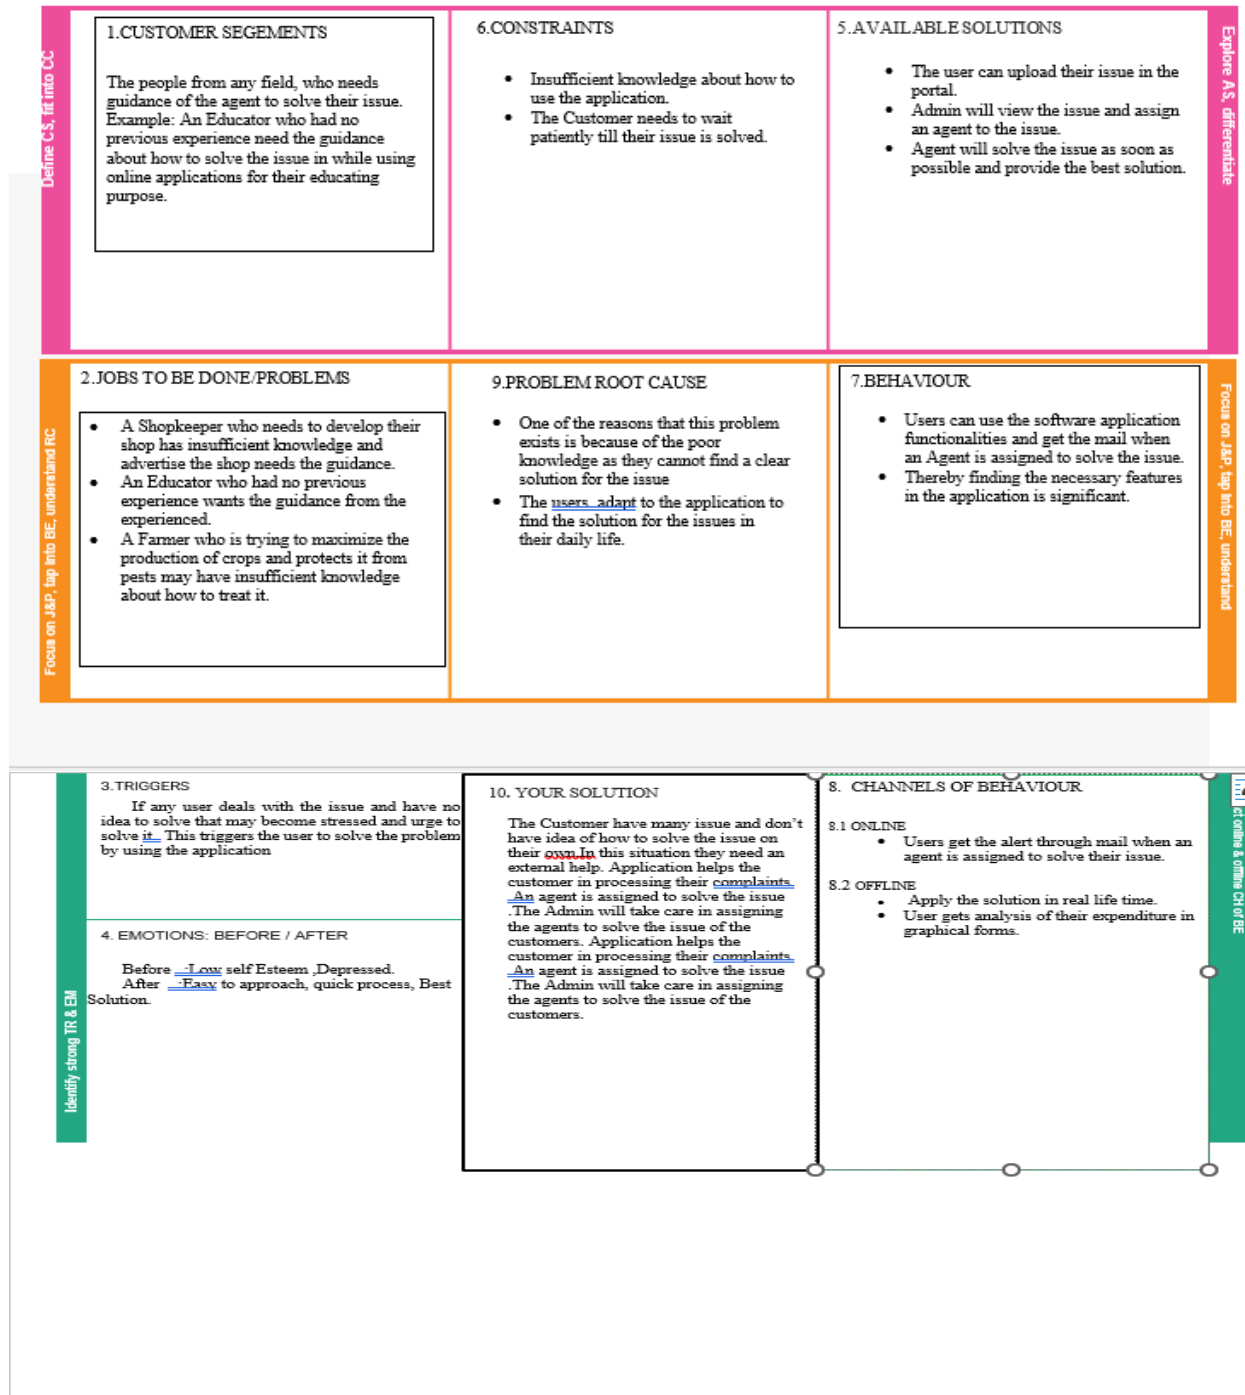 Define CS, fit into CC
1.CUSTOMER SEGEMENTS
The people from any field, who needs
guidance of the agent to solve their issue.
Example: An Educator who had no
previous experience need the guidance
about how to solve the issue in while using
online applications for their educating
purpose.
6.CONSTRAINTS
• Insufficient knowledge about how to
use the application.
• The Customer needs to wait
patiently till their issue is solved.
5.AVAILABLE SOLUTIONS
• The user can upload their issue in the
portal.
• Admin will view the issue and assign
an agent to the issue.
• Agent will solve the issue as soon as
possible and provide the best solution.
Explore AS, differentiate
Focus on J&P, tap into BE, understand RC
2.JOBS TO BE DONE/PROBLEMS
• A Shopkeeper who needs to develop their
shop has insufficient knowledge and
advertise the shop needs the guidance.
• An Educator who had no previous
experience wants the guidance from the
experienced.
• A Farmer who is trying to maximize the
production of crops and protects it from
pests may have insufficient knowledge
about how to treat it.
9.PROBLEM ROOT CAUSE
• One of the reasons that this problem
exists is because of the poor
knowledge as they cannot find a clear
solution for the issue
• The users adapt to the application to
find the solution for the issues in
their daily life.
7.BEHAVIOUR
• Users can use the software application
functionalities and get the mail when
an Agent is assigned to solve the issue.
• Thereby finding the necessary features
in the application is significant.
Focus on J&P, tap into BE, understand
Identify strong TR & EM
3.TRIGGERS
If any user deals with the issue and have no
idea to solve that may become stressed and urge to
solve it. This triggers the user to solve the problem
by using the application
4. EMOTIONS: BEFORE / AFTER
Before :Low self Esteem ,Depressed.
After :Easy to approach, quick process, Best
Solution.
10. YOUR SOLUTION
The Customer have many issue and don't
have idea of how to solve the issue on
their own.In this situation they need an
external help. Application helps the
customer in processing their complaints.
An agent is assigned to solve the issue
.The Admin will take care in assigning
the agents to solve the issue of the
customers. Application helps the
customer in processing their complaints.
An agent is assigned to solve the issue
.The Admin will take care in assigning
the agents to solve the issue of the
customers.
8. CHANNELS OF BEHAVIOUR
8.1 ONLINE
• Users get the alert through mail when an
agent is assigned to solve their issue.
8.2 OFFLINE
• Apply the solution in real life time.
• User gets analysis of their expenditure in
graphical forms.
ct online & offline CH of BE